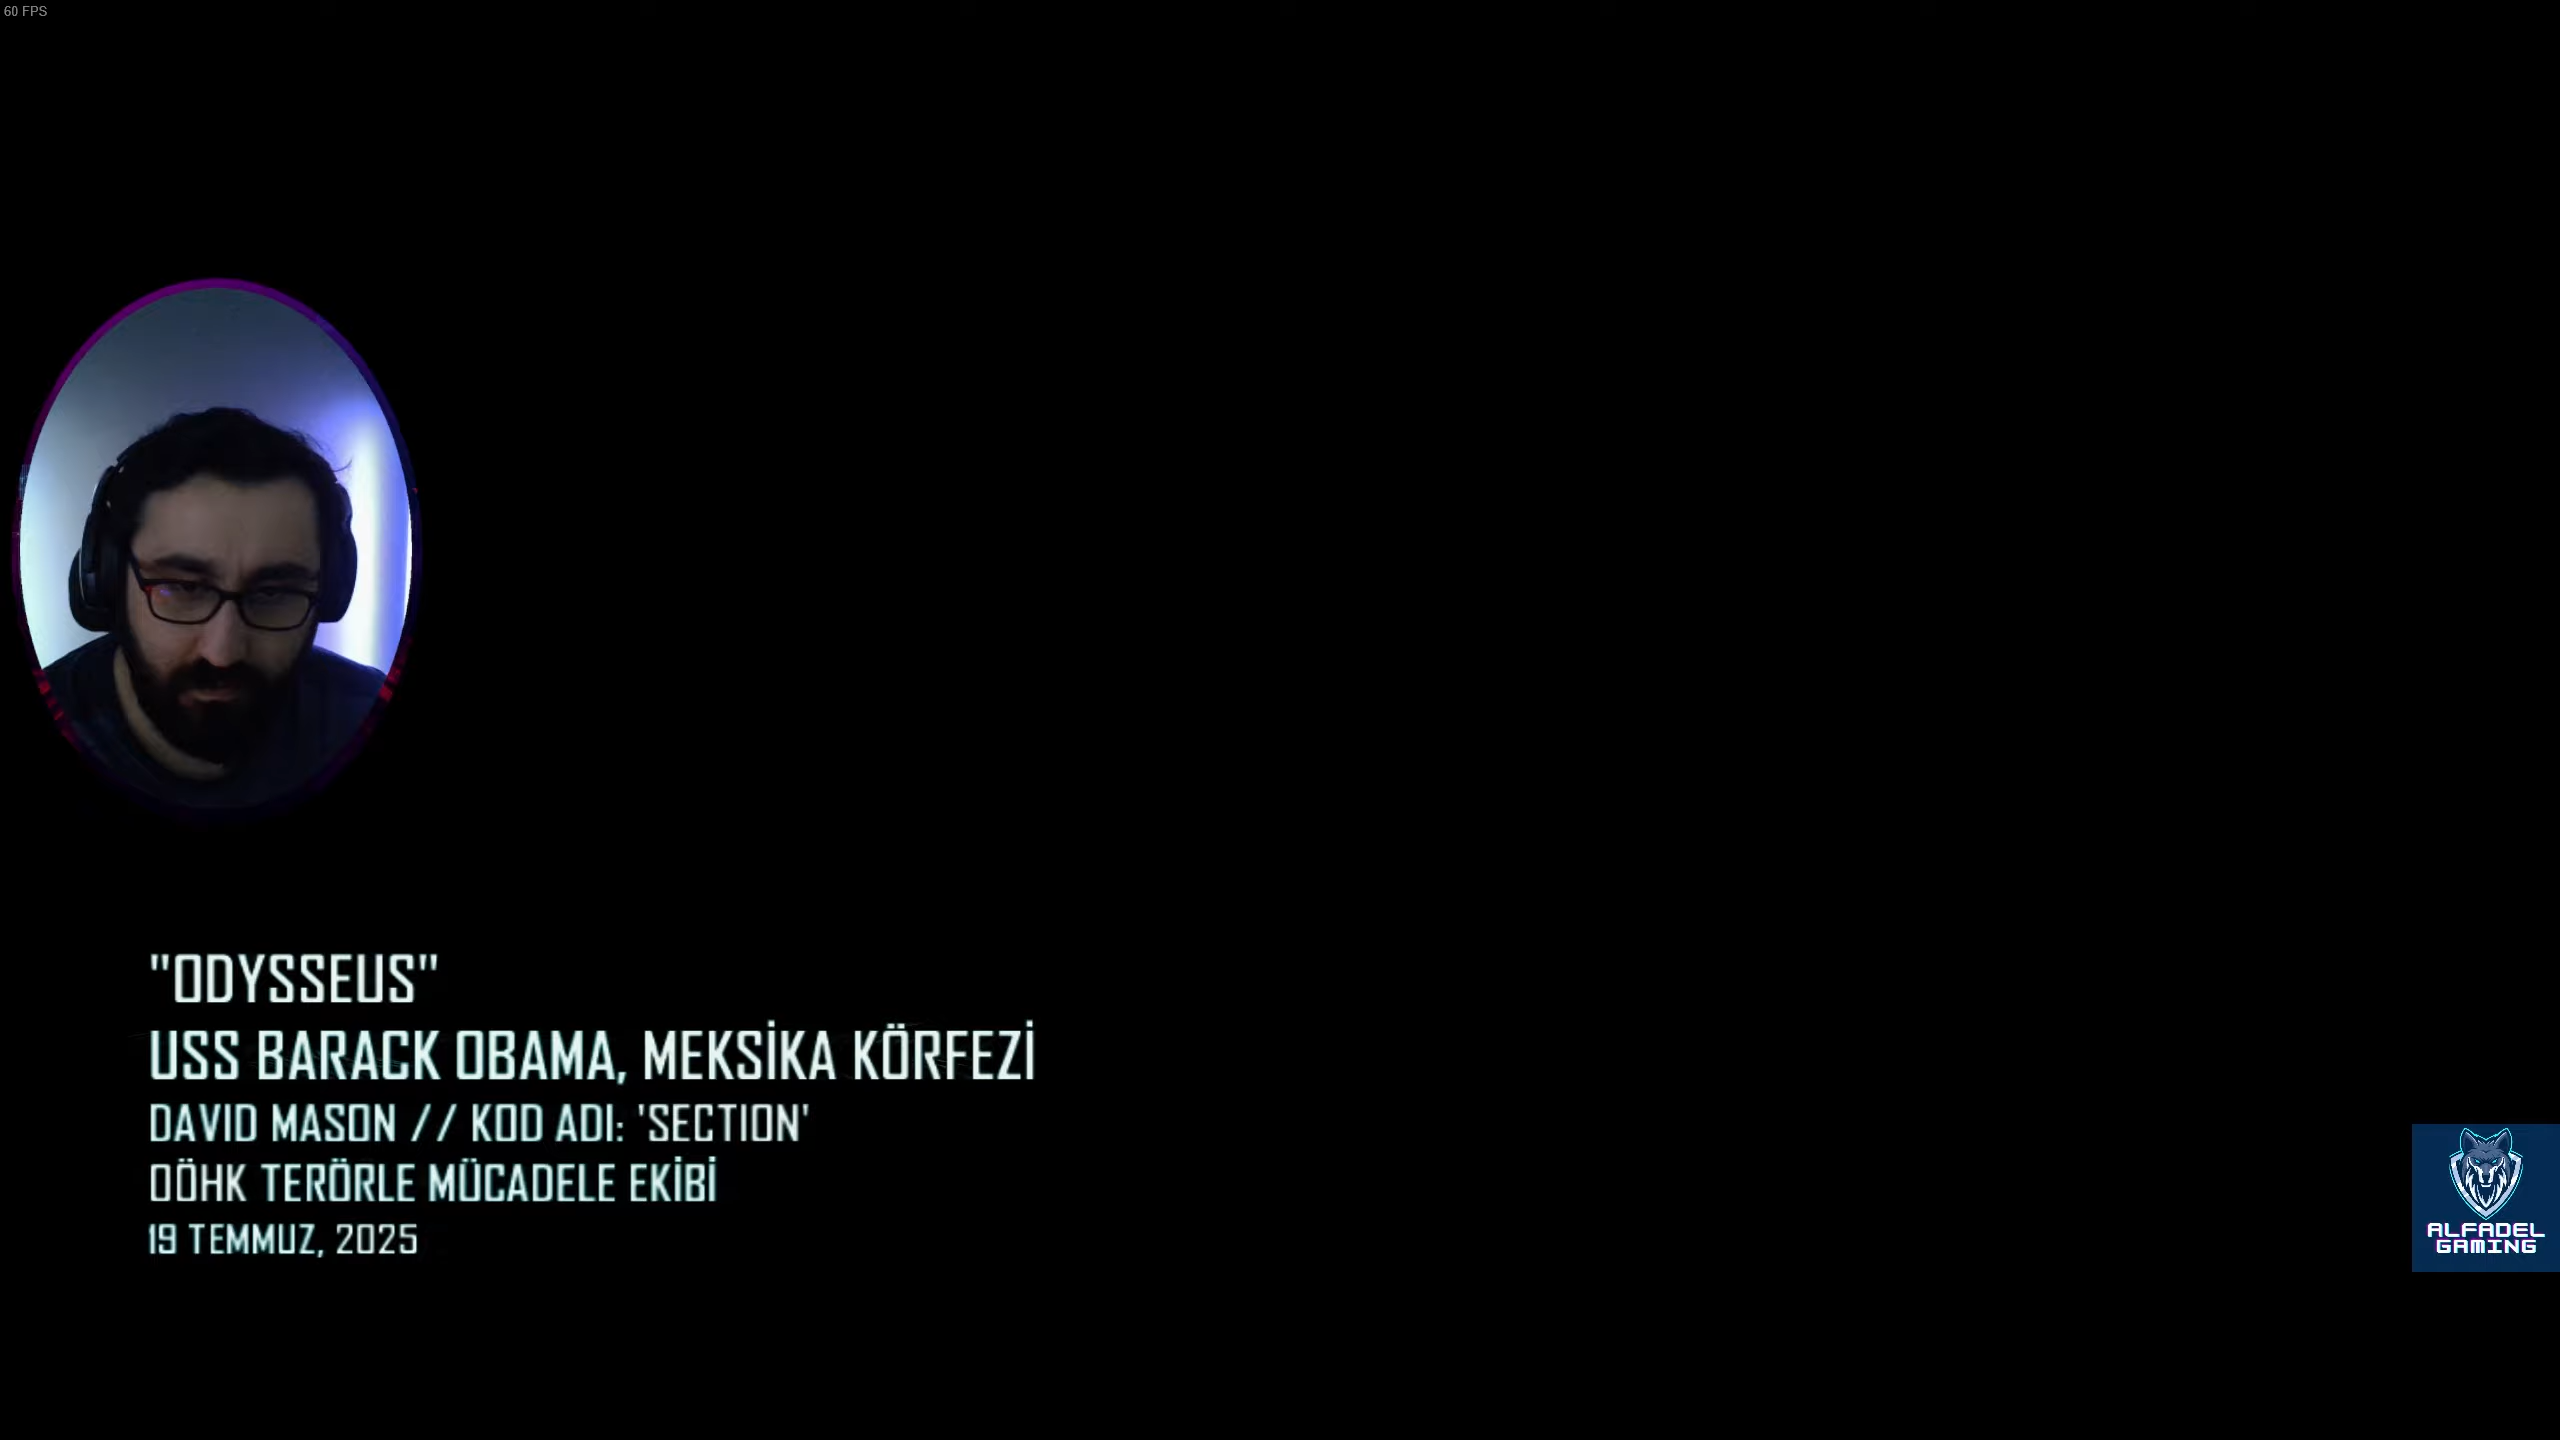 60 FPS
"ODYSSEUS"
USS BARACK OBAMA, MEKSİKA KÖRFEZİ
DAVID MASON // KOD ADI: 'SECTION'
OÖHK TERÖRLE MÜCADELE EKİBİ
19 TEMMUZ, 2025
ALFADEL
GAMING